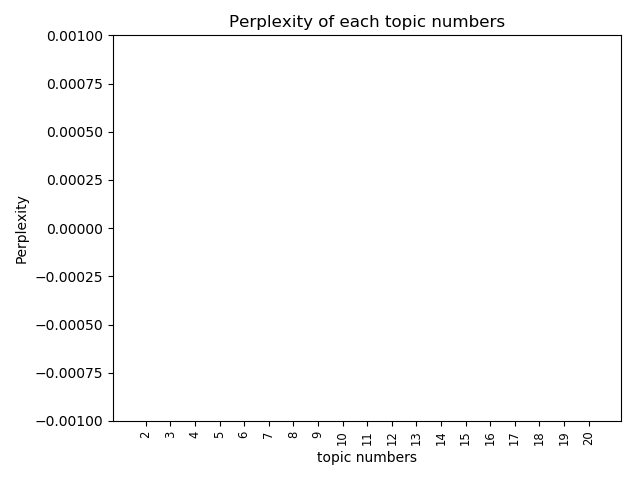 Perplexity of each topic numbers
0.00100
0.00075
0.00050
0.00025
0.00000
−0.00025
−0.00050
−0.00075
−0.00100
Perplexity
2 3 4 5 6 7 8 9 10 11 12 13 14 15 16 17 18 19 20
topic numbers